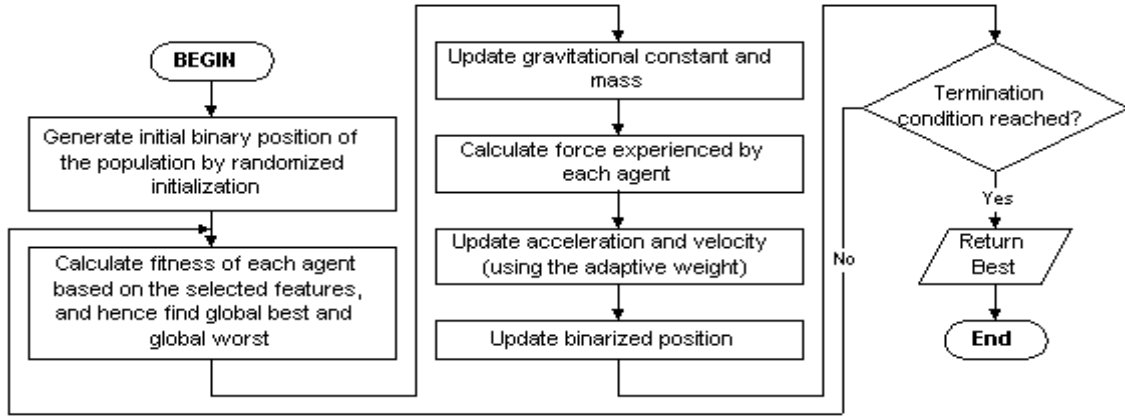 BEGIN
Generate initial binary position of
the population by randomized
initialization
Calculate fitness of each agent
based on the selected features,
and hence find global best and
global worst
Update gravitational constant and
mass
Calculate force experienced by
each agent
Update acceleration and velocity
(using the adaptive weight)
Update binarized position
Termination
condition reached?
No
Yes
Return
Best
End